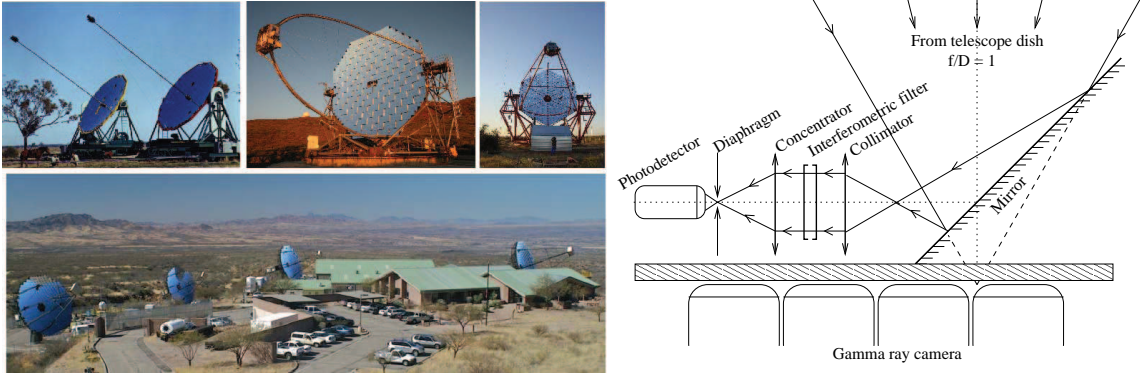 From telescope dish
f/D = 1
Photodetector
Diaphragm
Concentrator
Interferometric filter
Collimator
Mirror
Gamma ray camera